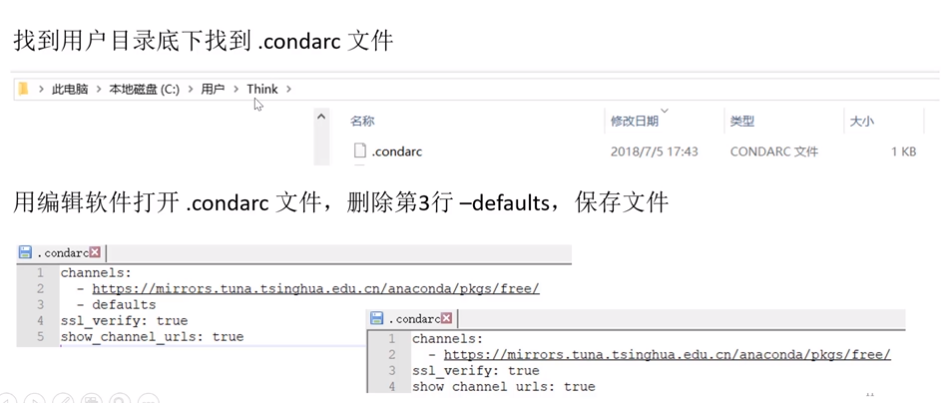 找到用户目录底下找到 .condarc 文件
此电脑 > 本地磁盘 (C:) > 用户 > Think >
名称 修改日期 类型 大小
.condarc 2018/7/5 17:43 CONDARC 文件 1 KB
用编辑软件打开 .condarc 文件，删除第3行 –defaults，保存文件
.condarc
1 channels:
2 - https://mirrors.tuna.tsinghua.edu.cn/anaconda/pkgs/free/
3 - defaults
4 ssl_verify: true
5 show_channel_urls: true
.condarc
1 channels:
2 - https://mirrors.tuna.tsinghua.edu.cn/anaconda/pkgs/free/
3 ssl_verify: true
4 show_channel_urls: true